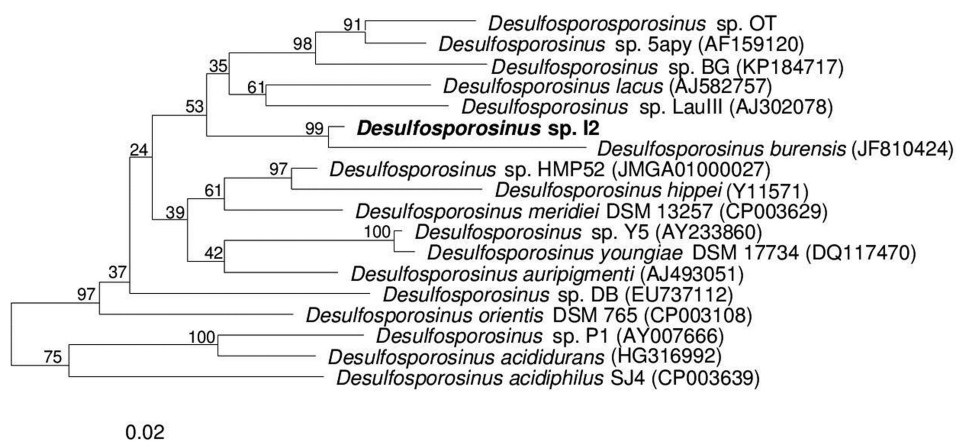 91 Desulfosporosporosinus sp. OT
98 Desulfosporosinus sp. 5apy (AF159120)
35 Desulfosporosinus sp. BG (KP184717)
61 Desulfosporosinus lacus (AJ582757)
53 Desulfosporosinus sp. LauIII (AJ302078)
99 Desulfosporosinus sp. I2
24 Desulfosporosinus burensis (JF810424)
97 Desulfosporosinus sp. HMP52 (JMGA01000027)
61 Desulfosporosinus hippei (Y11571)
39 Desulfosporosinus meridiei DSM 13257 (CP003629)
100 Desulfosporosinus sp. Y5 (AY233860)
42 Desulfosporosinus youngiae DSM 17734 (DQ117470)
37 Desulfosporosinus auripigmenti (AJ493051)
97 Desulfosporosinus sp. DB (EU737112)
Desulfosporosinus orientis DSM 765 (CP003108)
100 Desulfosporosinus sp. P1 (AY007666)
75 Desulfosporosinus acididurans (HG316992)
Desulfosporosinus acidiphilus SJ4 (CP003639)
0.02